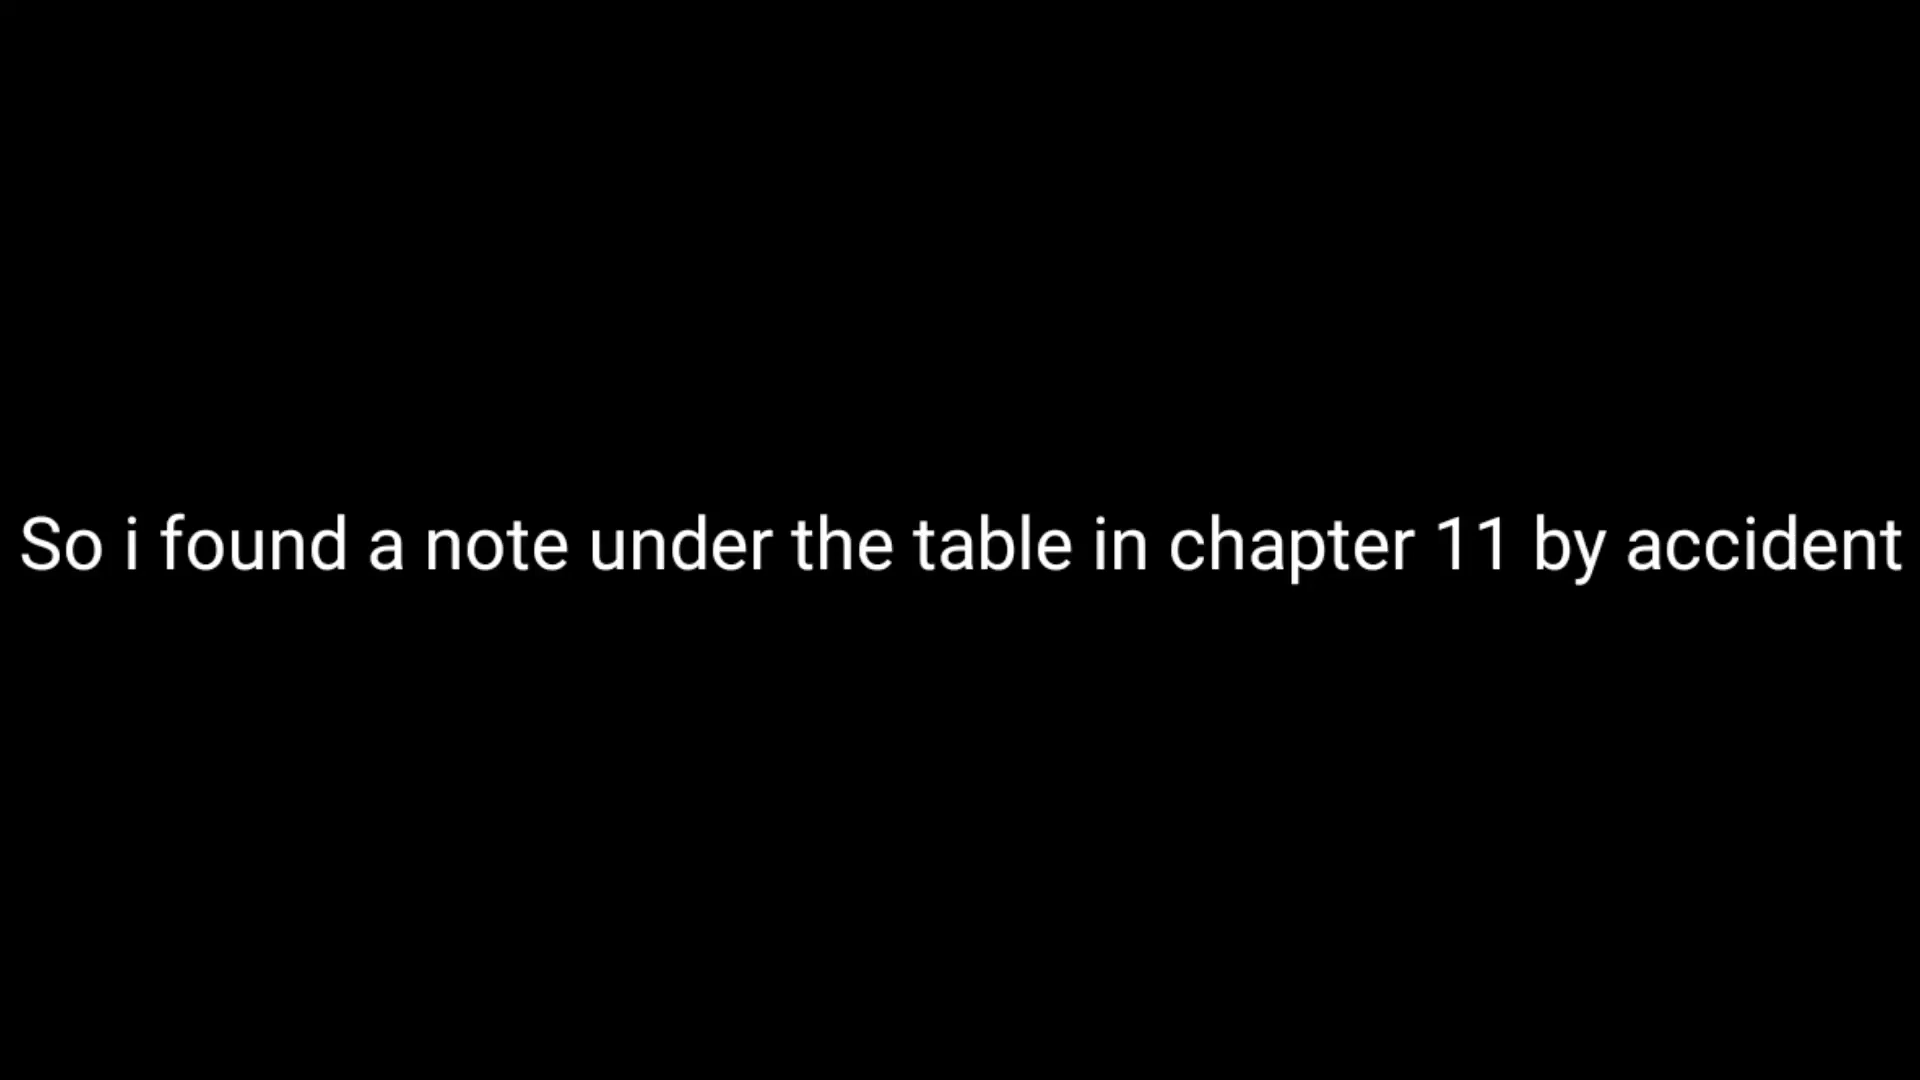 So i found a note under the table in chapter 11 by accident